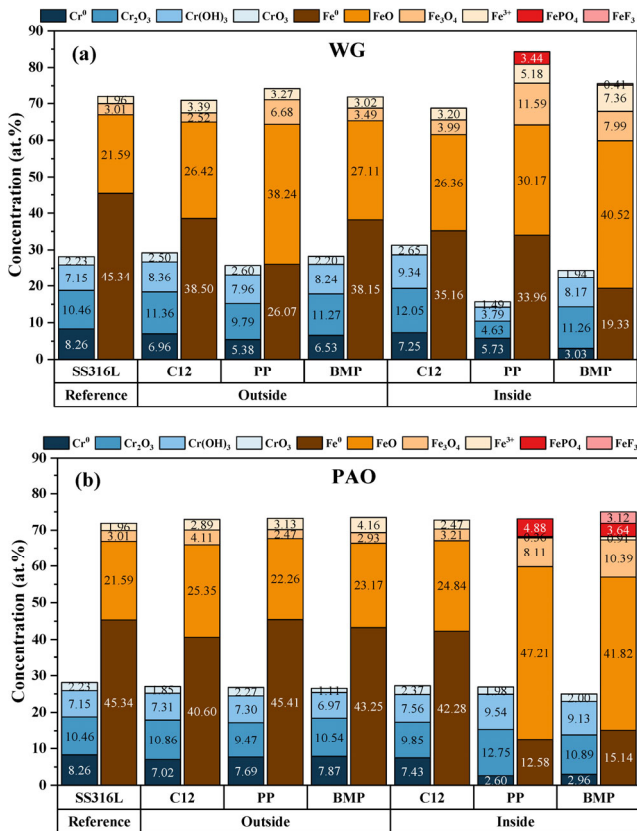 Cr⁰ Cr₂O₃ Cr(OH)₃ CrO₃ Fe⁰ FeO Fe₃O₄ Fe³⁺ FePO₄ FeF₃
(a) WG
Concentration (at.%)
90
80
70
60
50
40
30
20
10
0
2.23 7.15 10.46 8.26
1.96 3.01 21.59 45.34
2.50 8.36 11.36 6.96
3.39 2.52 26.42 38.50
2.60 7.96 9.79 5.38
3.27 6.68 38.24 26.07
2.20 8.24 11.27 6.53
3.02 3.49 27.11 38.15
2.65 9.34 12.05 7.25
3.20 3.99 26.36 35.16
1.49 3.79 4.63 5.73
3.44 5.18 11.59 30.17 33.96
1.94 8.17 11.26 3.03
0.41 7.36 7.99 40.52 19.33
SS316L C12 PP BMP C12 PP BMP
Reference Outside Inside
Cr⁰ Cr₂O₃ Cr(OH)₃ CrO₃ Fe⁰ FeO Fe₃O₄ Fe³⁺ FePO₄ FeF₃
(b) PAO
Concentration (at.%)
90
80
70
60
50
40
30
20
10
0
2.23 7.15 10.46 8.26
1.96 3.01 21.59 45.34
1.85 7.31 10.86 7.02
2.89 4.11 25.35 40.60
2.27 7.30 9.47 7.69
3.13 2.47 22.26 45.41
1.11 6.97 10.54 7.87
4.16 2.93 23.17 43.25
2.37 7.56 9.85 7.43
2.47 3.21 24.84 42.28
1.98 9.54 12.75 2.60
4.88 8.11 47.21 12.58
2.00 9.13 10.89 2.96
3.12 3.64 0.91 10.39 41.82 15.14
SS316L C12 PP BMP C12 PP BMP
Reference Outside Inside